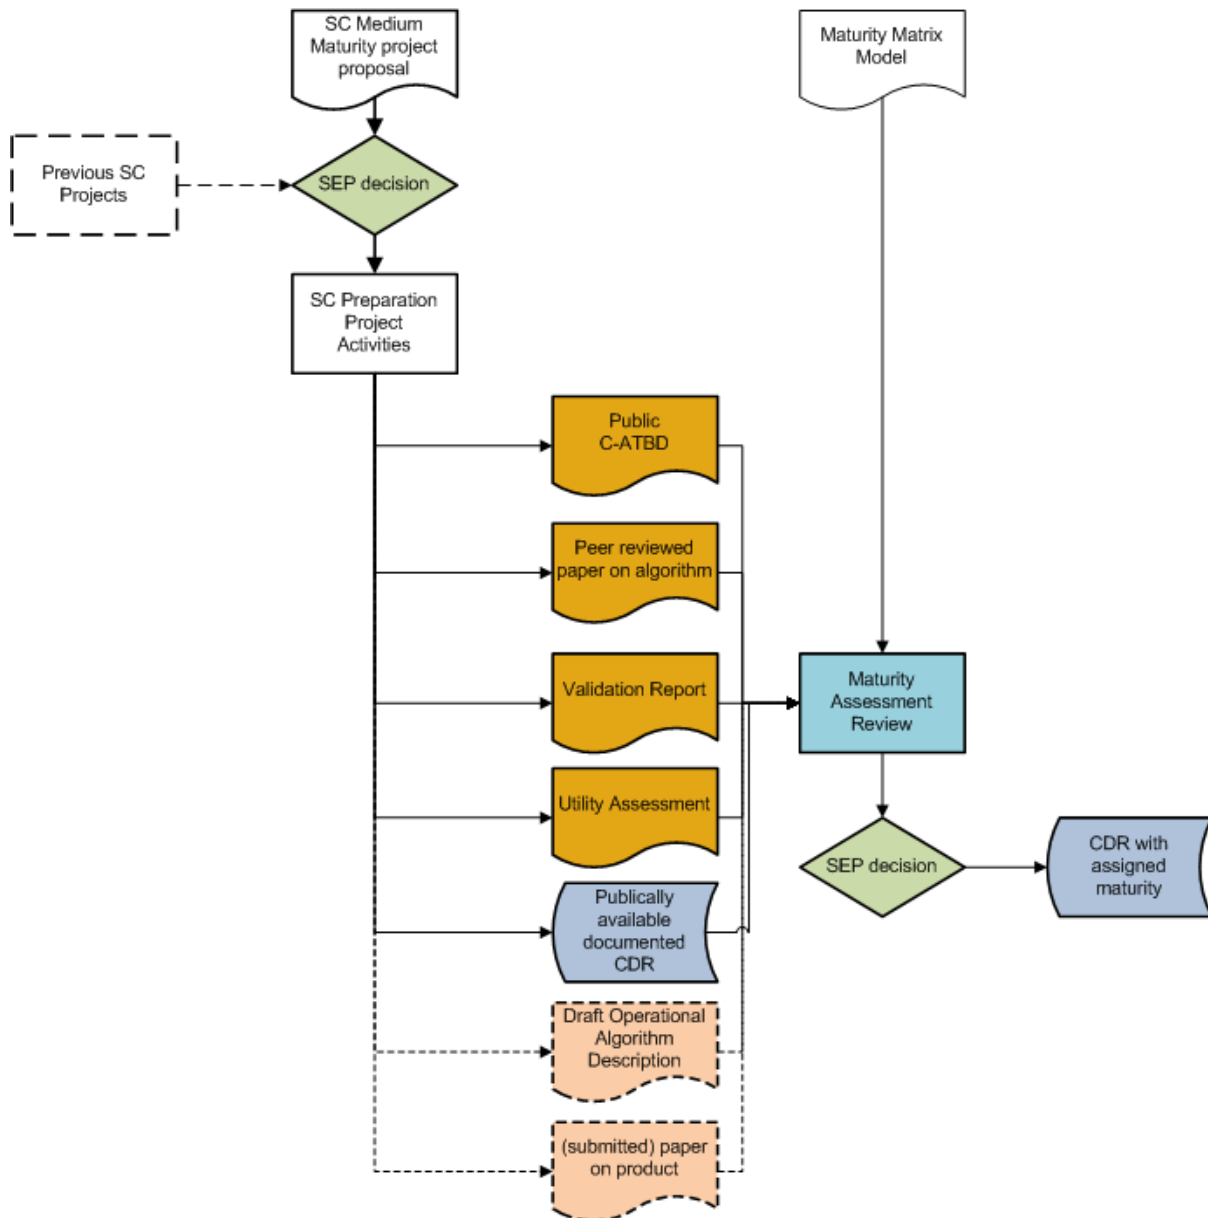 SC Medium
Maturity project
proposal
Maturity Matrix
Model
Previous SC
Projects
SEP decision
SC Preparation
Project
Activities
Public
C-ATBD
Peer reviewed
paper on algorithm
Validation Report
Maturity
Assessment
Review
Utility Assessment
SEP decision
CDR with
assigned
maturity
Publically
available
documented
CDR
Draft Operational
Algorithm
Description
(submitted) paper
on product